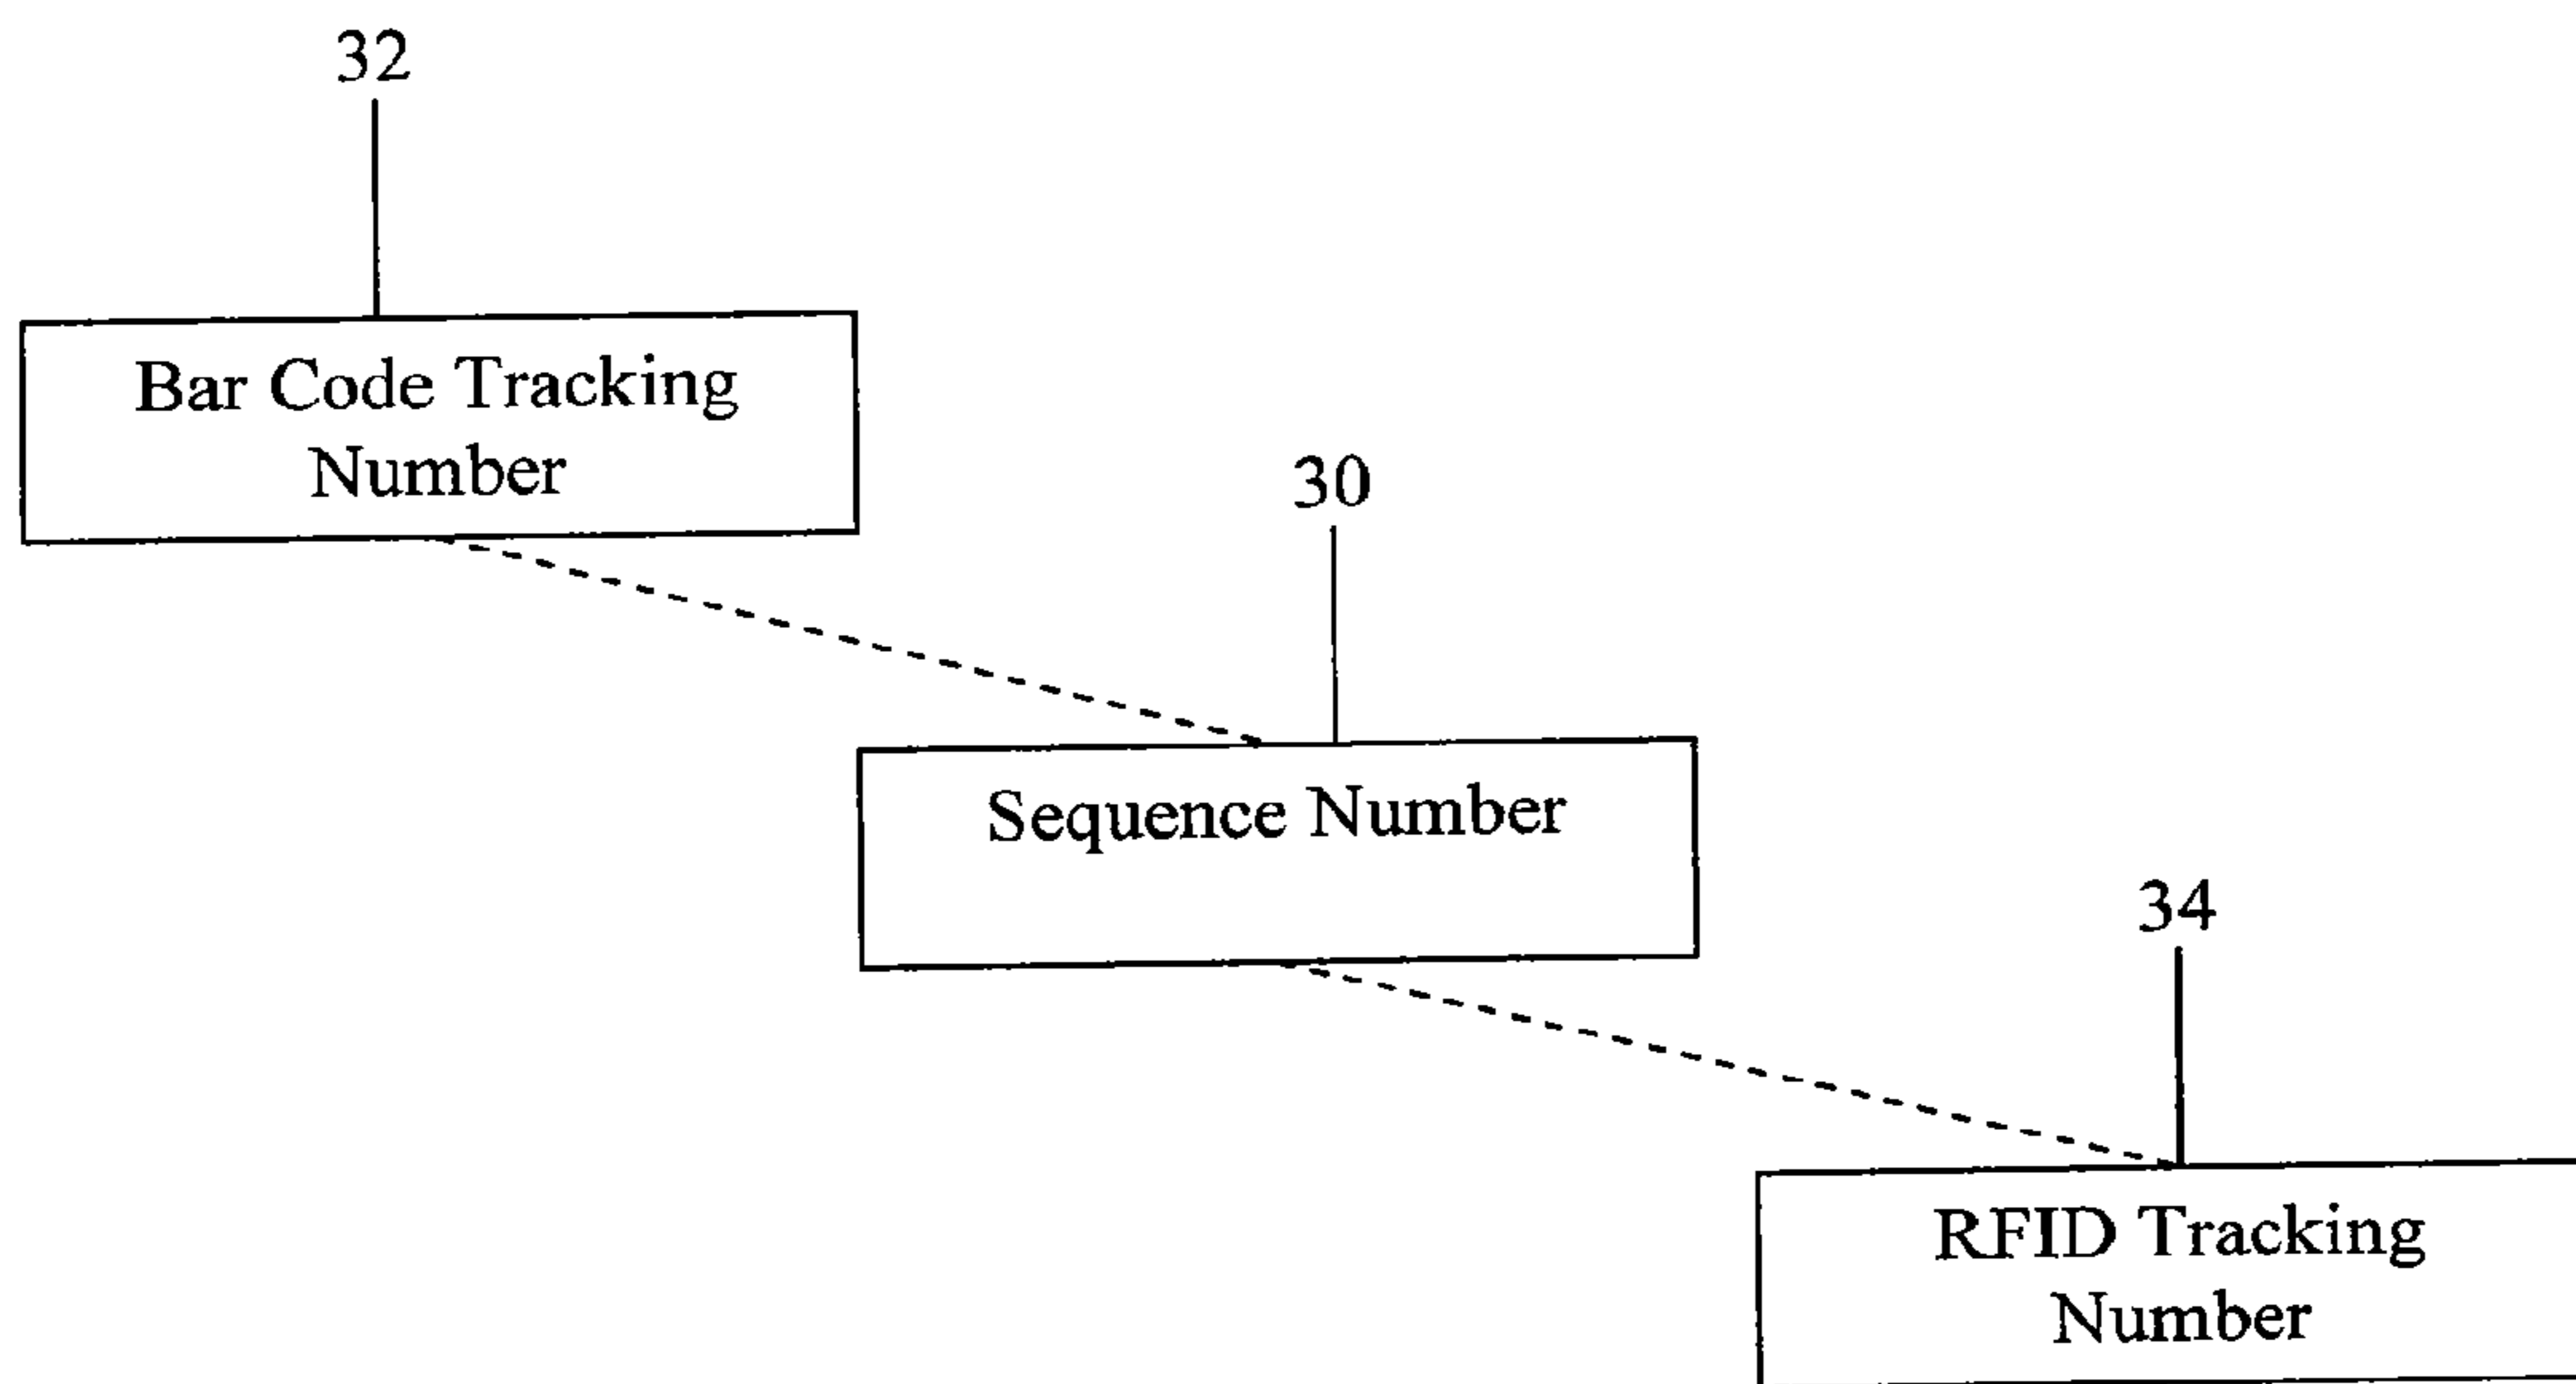 32
Bar Code Tracking
Number
30
Sequence Number
34
RFID Tracking
Number